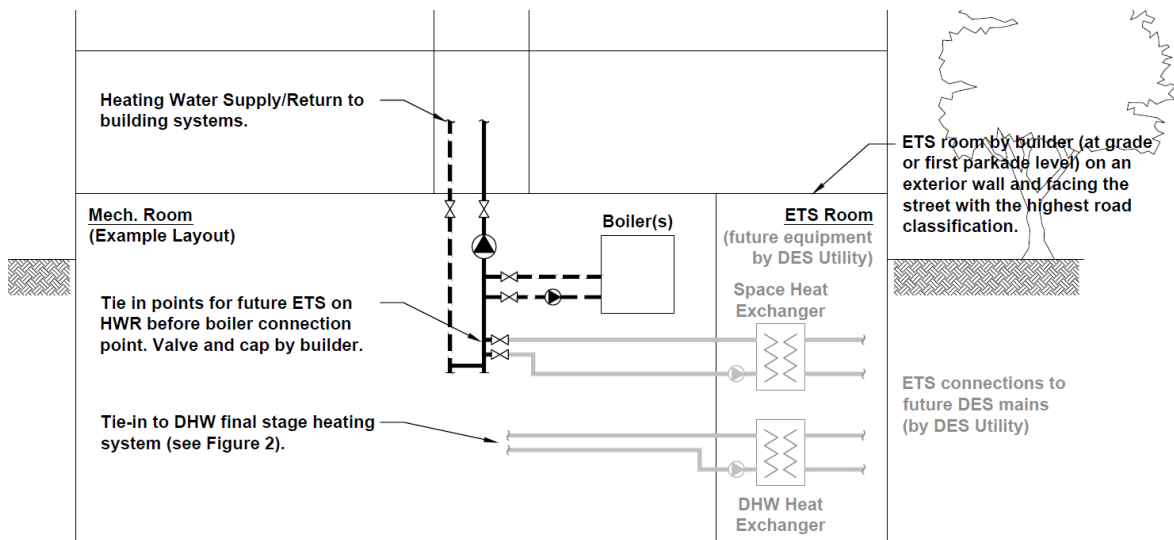 Heating Water Supply/Return to
building systems.
ETS room by builder (at grade
or first parkade level) on an
exterior wall and facing the
street with the highest road
classification.
Mech. Room
(Example Layout)
Boiler(s)
ETS Room
(future equipment
by DES Utility)
Tie in points for future ETS on
HWR before boiler connection
point. Valve and cap by builder.
Space Heat
Exchanger
ETS connections to
future DES mains
(by DES Utility)
Tie-in to DHW final stage heating
system (see Figure 2).
DHW Heat
Exchanger